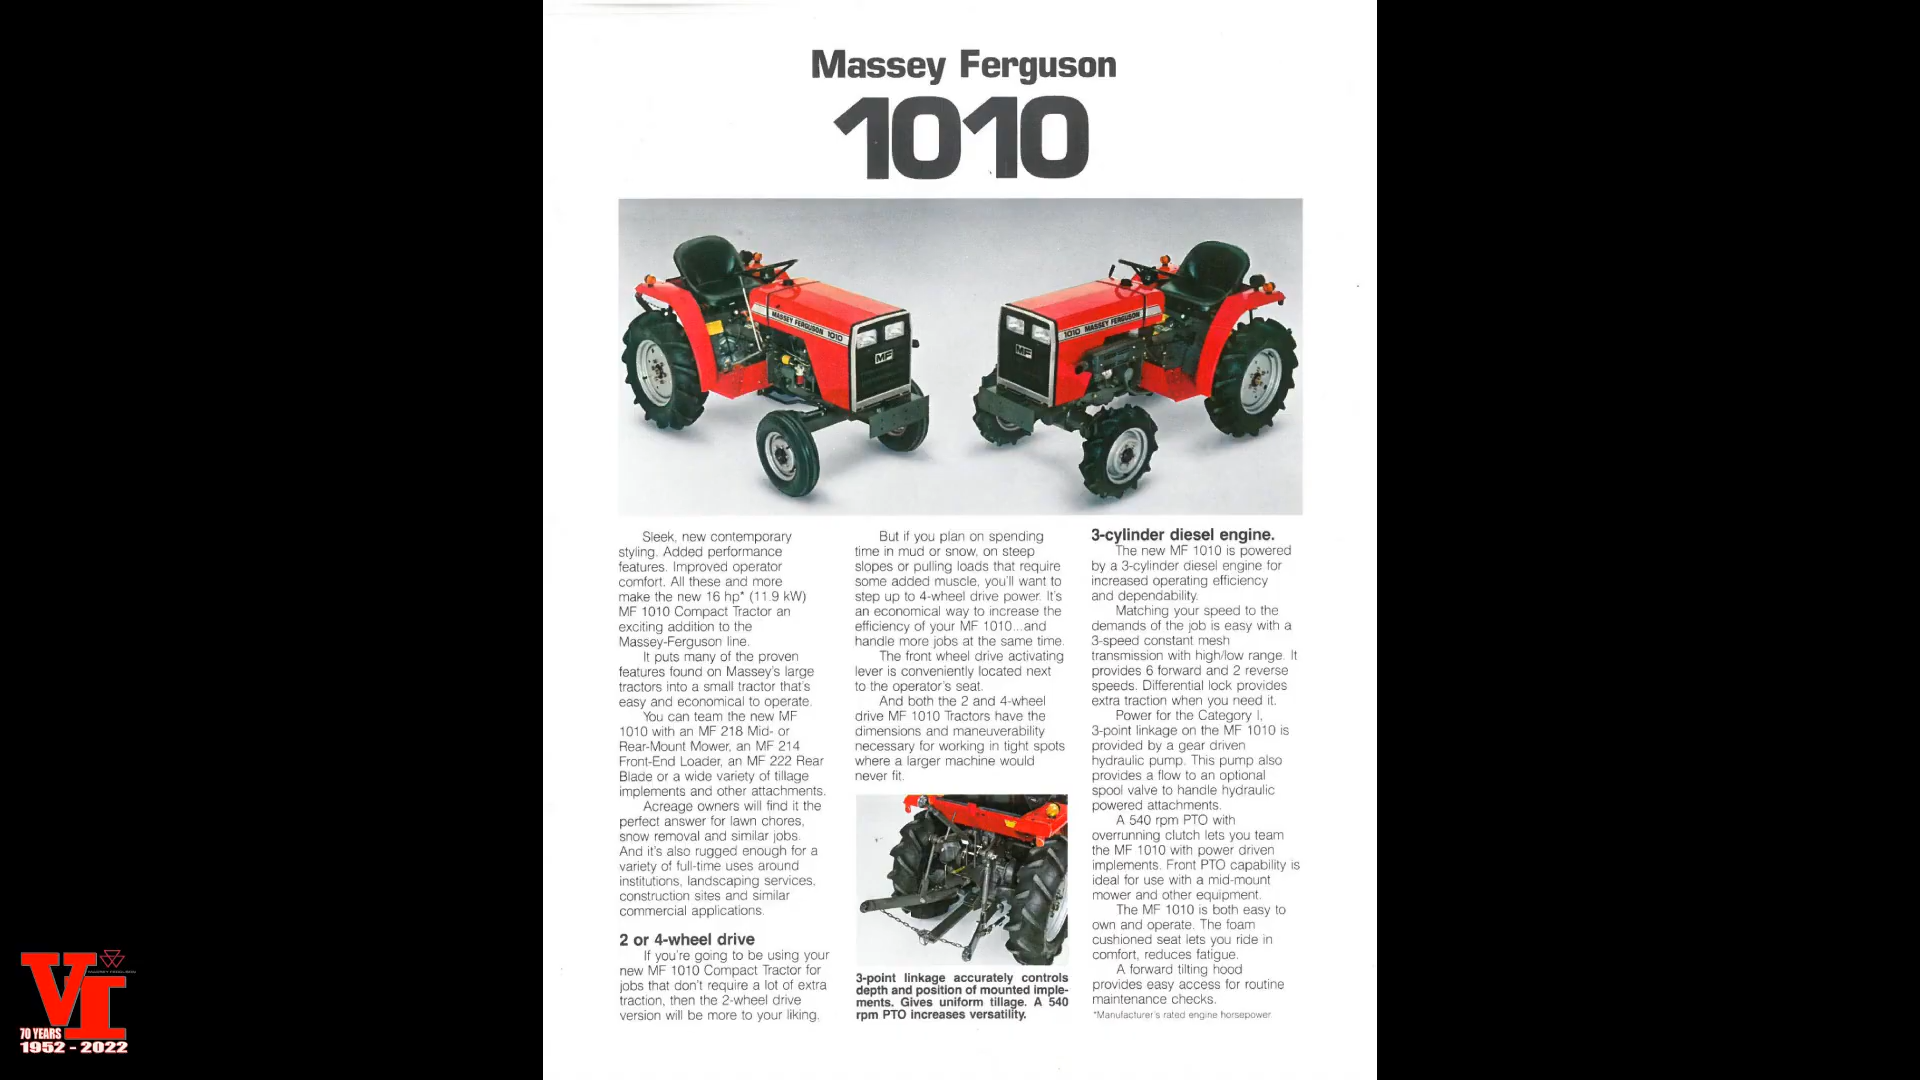 Massey Ferguson
1010
MASSEY FERGUSON 1010
MF
1010 MASSEY FERGUSON
MF
Sleek, new contemporary
styling. Added performance
features. Improved operator
comfort. All these and more
make the new 16 hp* (11.9 kW)
MF 1010 Compact Tractor an
exciting addition to the
Massey-Ferguson line.
It puts many of the proven
features found on Massey's large
tractors into a small tractor that's
easy and economical to operate.
You can team the new MF
1010 with an MF 218 Mid- or
Rear-Mount Mower, an MF 214
Front-End Loader, an MF 222 Rear
Blade or a wide variety of tillage
implements and other attachments.
Acreage owners will find it the
perfect answer for lawn chores,
snow removal and similar jobs.
And it's also rugged enough for a
variety of full-time uses around
institutions, landscaping services,
construction sites and similar
commercial applications.
2 or 4-wheel drive
If you're going to be using your
new MF 1010 Compact Tractor for
jobs that don't require a lot of extra
traction, then the 2-wheel drive
version will be more to your liking.
But if you plan on spending
time in mud or snow, on steep
slopes or pulling loads that require
some added muscle, you'll want to
step up to 4-wheel drive power. It's
an economical way to increase the
efficiency of your MF 1010...and
handle more jobs at the same time.
The front wheel drive activating
lever is conveniently located next
to the operator's seat.
And both the 2 and 4-wheel
drive MF 1010 Tractors have the
dimensions and maneuverability
necessary for working in tight spots
where a larger machine would
never fit.
3-point linkage accurately controls
depth and position of mounted imple-
ments. Gives uniform tillage. A 540
rpm PTO increases versatility.
3-cylinder diesel engine.
The new MF 1010 is powered
by a 3-cylinder diesel engine for
increased operating efficiency
and dependability.
Matching your speed to the
demands of the job is easy with a
3-speed constant mesh
transmission with high/low range. It
provides 6 forward and 2 reverse
speeds. Differential lock provides
extra traction when you need it.
Power for the Category I,
3-point linkage on the MF 1010 is
provided by a gear driven
hydraulic pump. This pump also
provides a flow to an optional
spool valve to handle hydraulic
powered attachments.
A 540 rpm PTO with
overrunning clutch lets you team
the MF 1010 with power driven
implements. Front PTO capability is
ideal for use with a mid-mount
mower and other equipment.
The MF 1010 is both easy to
own and operate. The foam
cushioned seat lets you ride in
comfort, reduces fatigue.
A forward tilting hood
provides easy access for routine
maintenance checks.
*Manufacturer's rated engine horsepower.
VI
MASSEY FERGUSON
70 YEARS
1952 - 2022